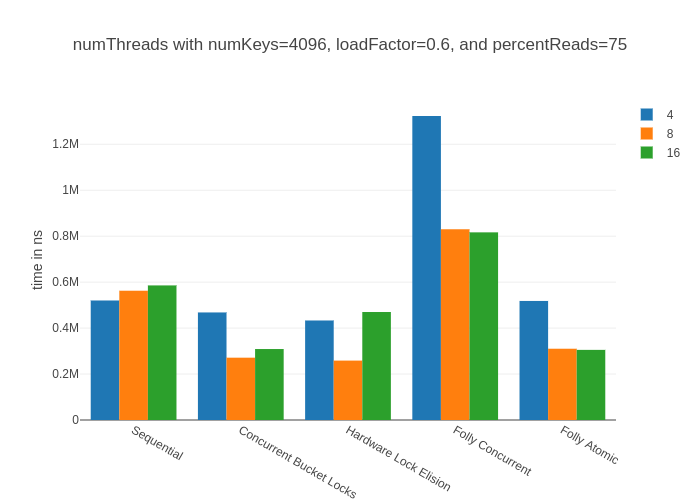 numThreads with numKeys=4096, loadFactor=0.6, and percentReads=75
4
8
16
time in ns
1.2M
1M
0.8M
0.6M
0.4M
0.2M
0
Sequential
Concurrent Bucket Locks
Hardware Lock Elision
Folly Concurrent
Folly Atomic